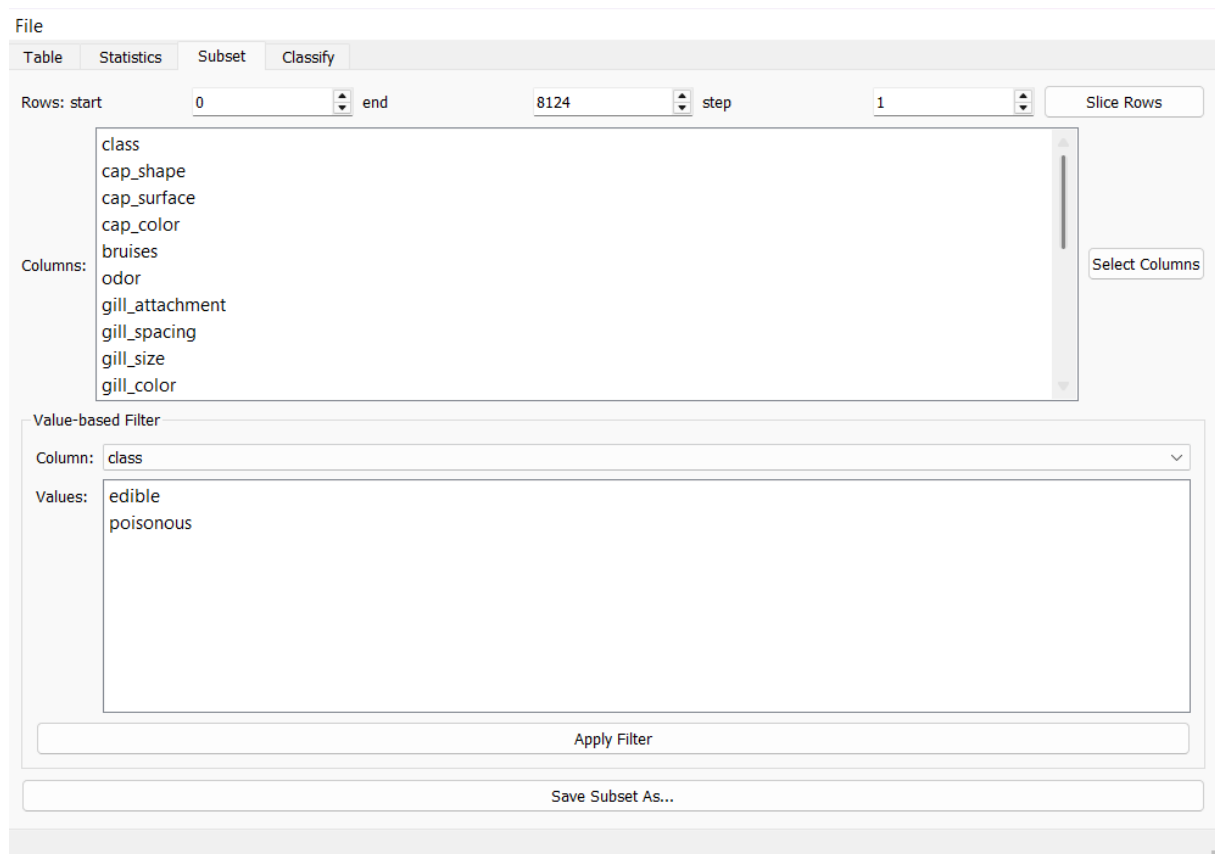 File
Table Statistics Subset Classify
Rows: start 0 end 8124 step 1 Slice Rows
class
cap_shape
cap_surface
cap_color
bruises
Columns: Select Columns
odor
gill_attachment
gill_spacing
gill_size
gill_color
Value-based Filter
Column: class
Values: edible
poisonous
Apply Filter
Save Subset As...